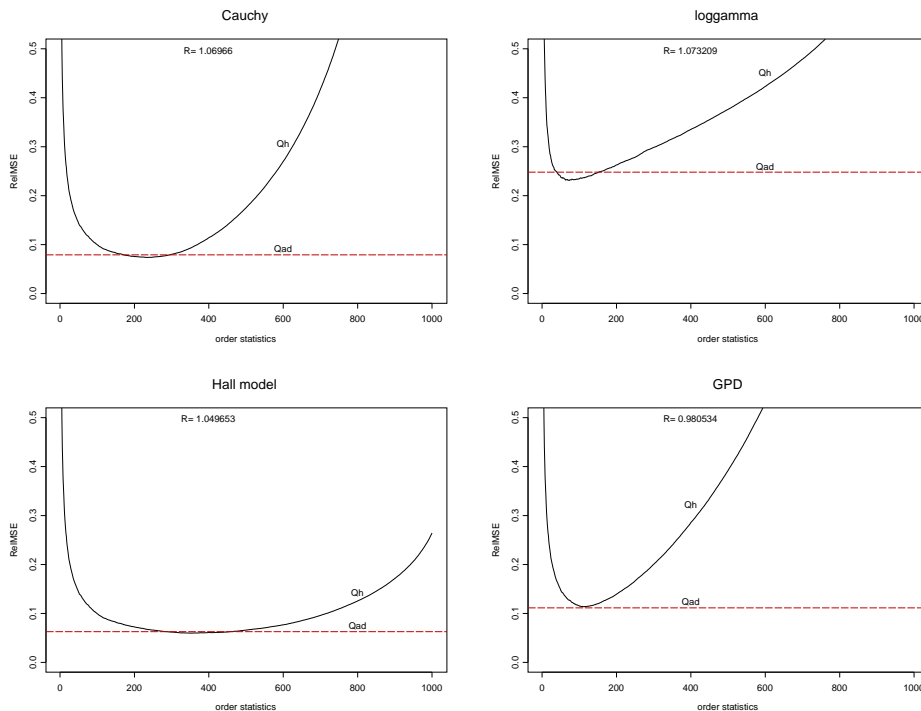 Cauchy
R= 1.06966
Qh
Qad
RelMSE
0.0 0.1 0.2 0.3 0.4 0.5
0 200 400 600 800 1000
order statistics
loggamma
R= 1.073209
Qh
Qad
RelMSE
0.0 0.1 0.2 0.3 0.4 0.5
0 200 400 600 800 1000
order statistics
Hall model
R= 1.049653
Qh
Qad
RelMSE
0.0 0.1 0.2 0.3 0.4 0.5
0 200 400 600 800 1000
order statistics
GPD
R= 0.980534
Qh
Qad
RelMSE
0.0 0.1 0.2 0.3 0.4 0.5
0 200 400 600 800 1000
order statistics